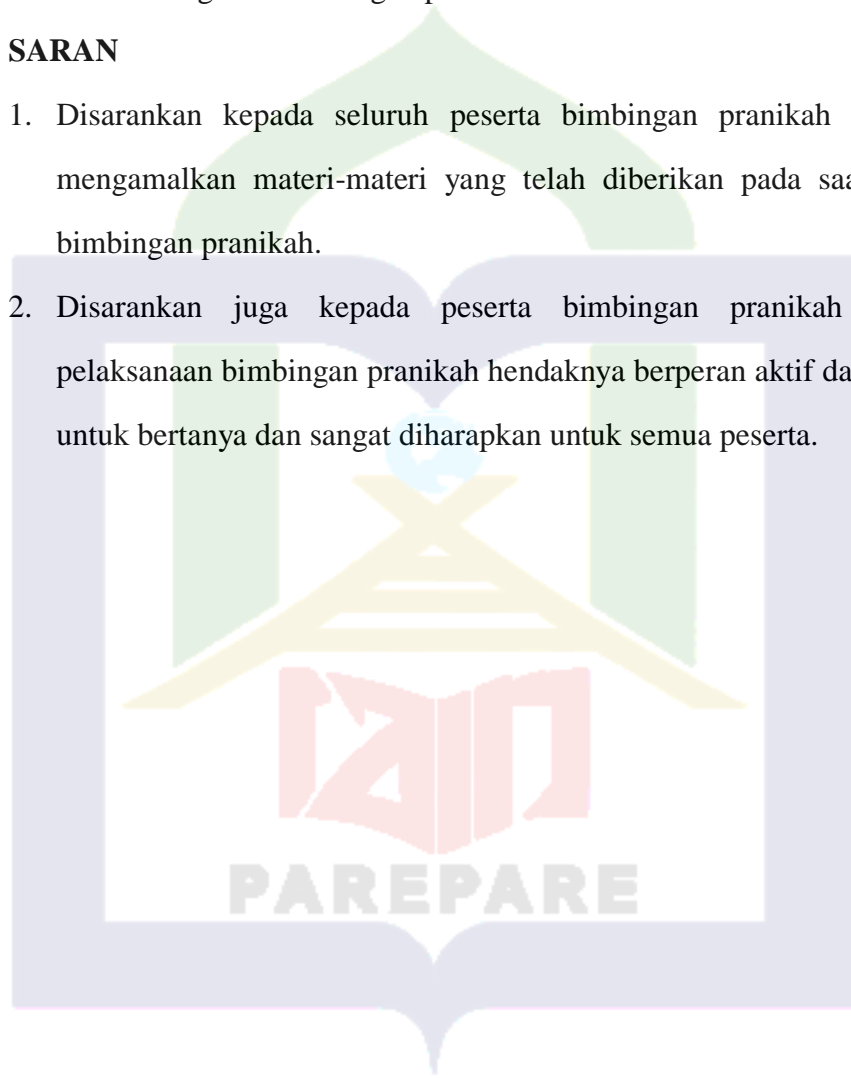 SARAN
1. Disarankan kepada seluruh peserta bimbingan pranikah
mengamalkan materi-materi yang telah diberikan pada
bimbingan pranikah.
2. Disarankan juga kepada peserta bimbingan pranikah
pelaksanaan bimbingan pranikah hendaknya berperan aktif
untuk bertanya dan sangat diharapkan untuk semua peserta.
iain
PAREPARE